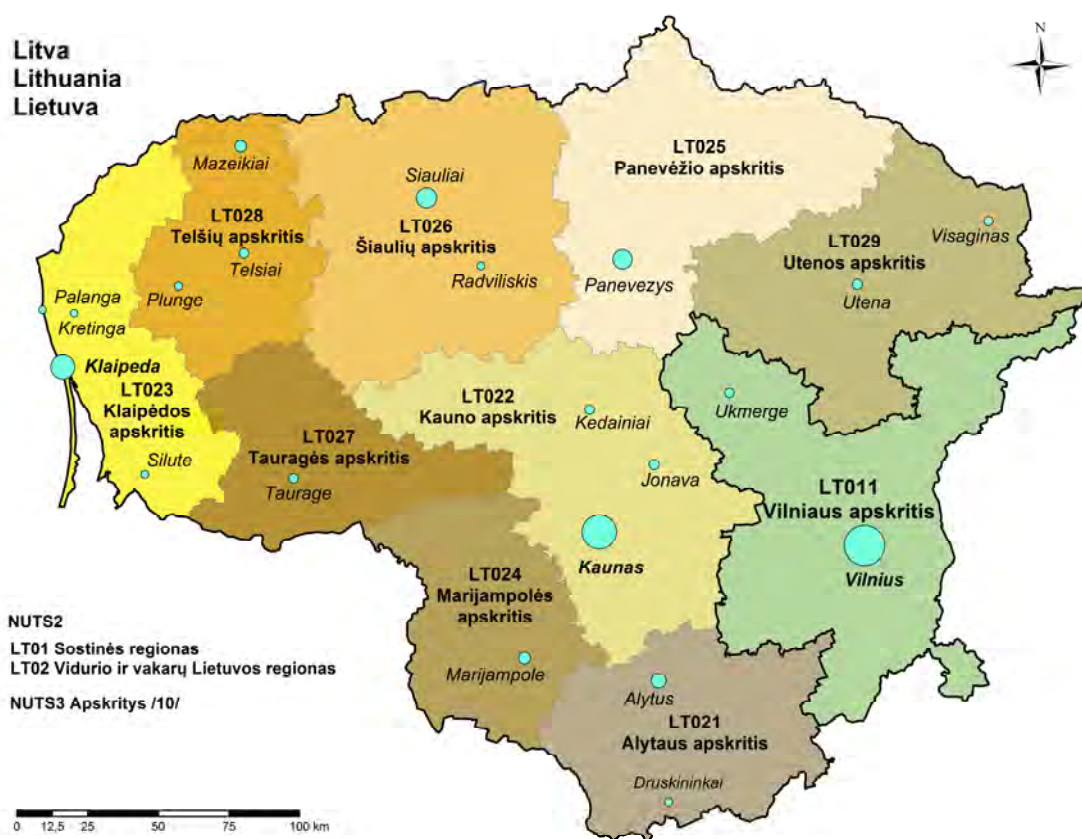 Litva
Lithuania
Lietuva
N
Mazeikiai
LT028
Telšių apskritis
Telsiai
Plunge
Siauliai
LT026
Šiaulių apskritis
Radviliskis
LT025
Panevėžio apskritis
Panevezys
LT029
Utenos apskritis
Visaginas
Utena
Palanga
Kretinga
Klaipeda
LT023
Klaipėdos
apskritis
Silute
LT027
Tauragės apskritis
Taurage
LT022
Kauno apskritis
Kedainiai
Jonava
Kaunas
Ukmerge
LT011
Vilniaus apskritis
Vilnius
LT024
Marijampolės
apskritis
Marijampole
Alytus
LT021
Alytaus apskritis
Druskininkai
NUTS2
LT01 Sostinės regionas
LT02 Vidurio ir vakarų Lietuvos regionas
NUTS3 Apskritys /10/
0 12,5 25 50 75 100 km